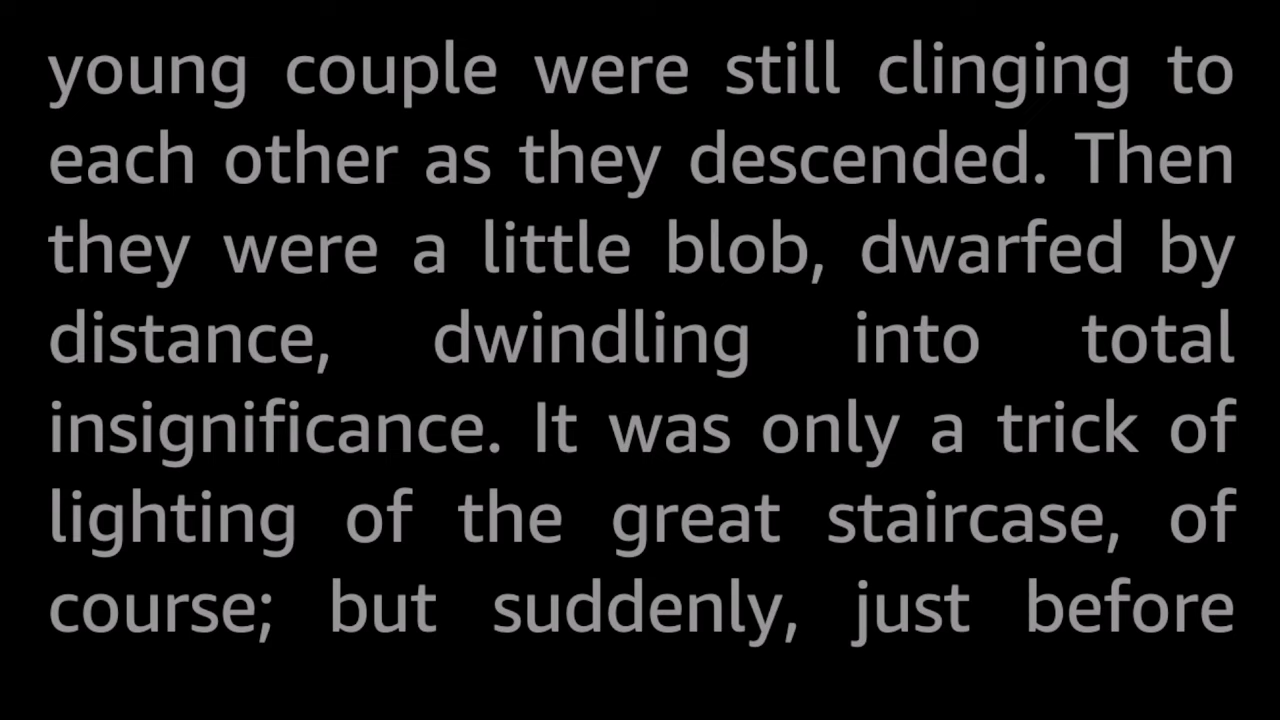 young couple were still clinging to
each other as they descended. Then
they were a little blob, dwarfed by
distance, dwindling into total
insignificance. It was only a trick of
lighting of the great staircase, of
course; but suddenly, just before